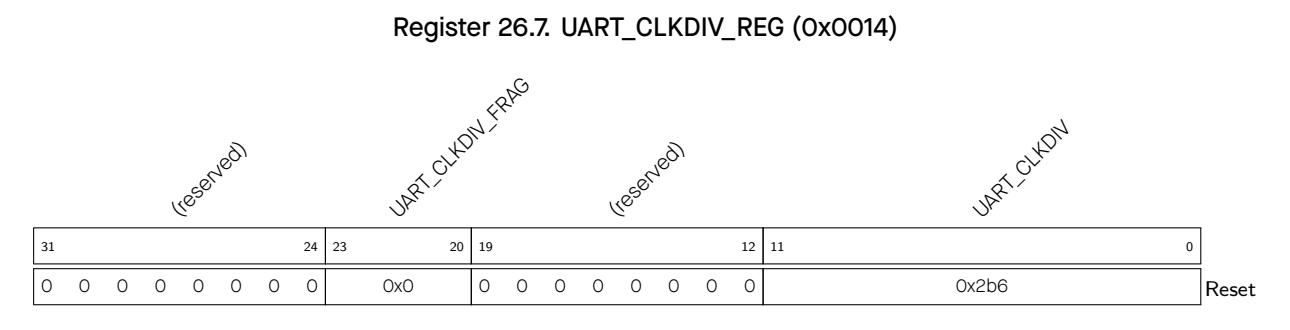 Register 26.7. UART_CLKDIV_REG (0x0014)
(reserved) UART_CLKDIV_FRAG (reserved) UART_CLKDIV
31 24 23 20 19 12 11 0
0 0 0 0 0 0 0 0 0x0 0 0 0 0 0 0 0 0 0x2b6 Reset